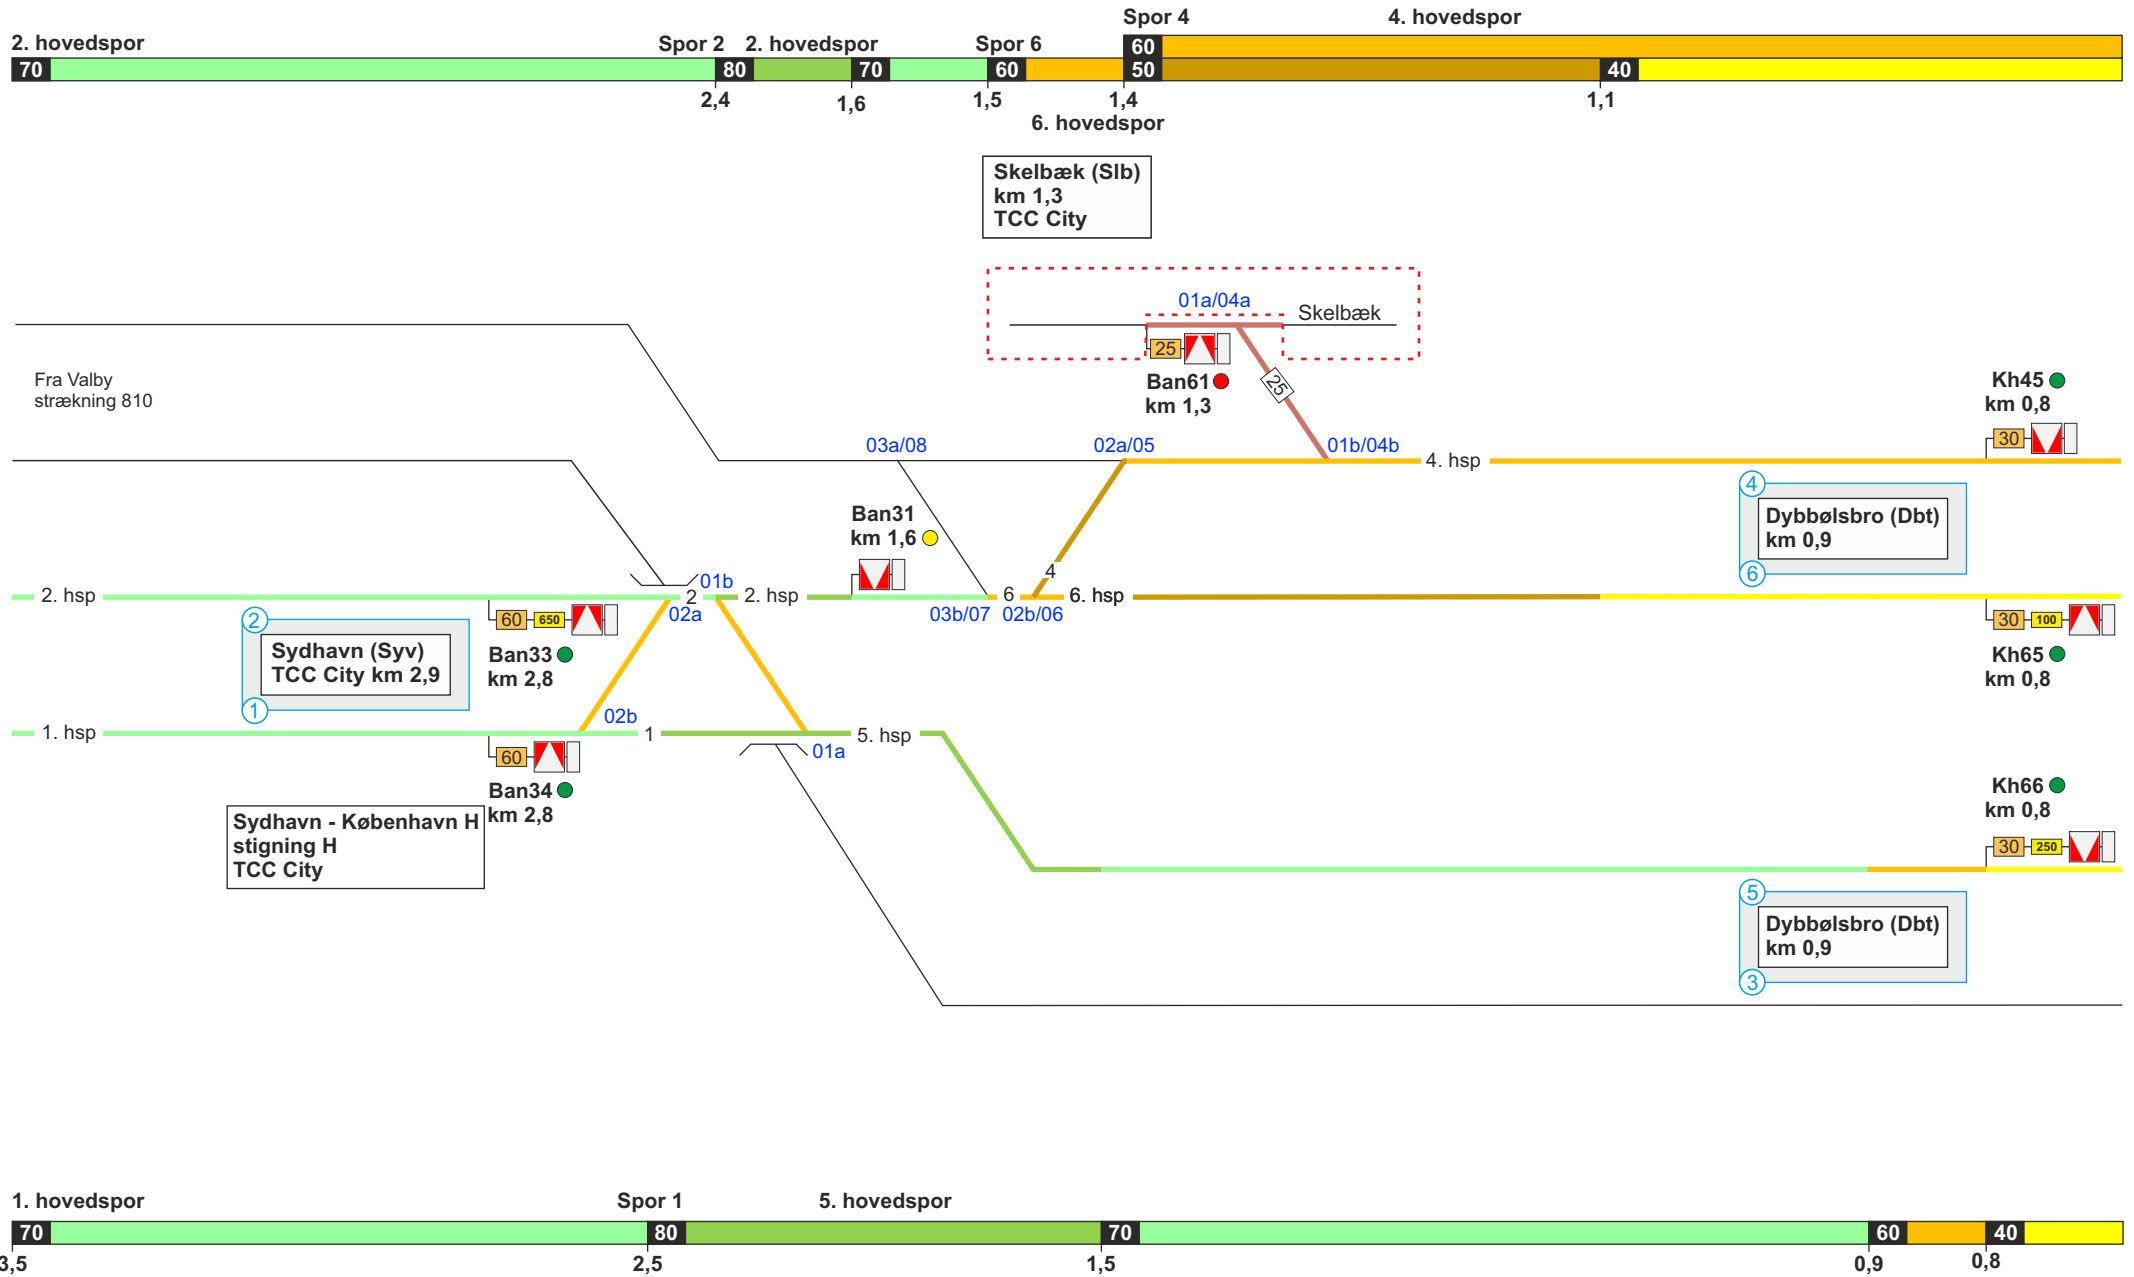 Spor 4
4. hovedspor
2. hovedspor
Spor 2
2. hovedspor
Spor 6
60
70
80
70
60
50
40
2,4
1,6
1,5
1,4
1,1
6. hovedspor
Skelbæk (Slb)
km 1,3
TCC City
01a/04a
Skelbæk
25
Ban61
km 1,3
25
Fra Valby
strækning 810
Kh45
km 0,8
30
03a/08
02a/05
01b/04b
4. hsp
4
Dybbølsbro (Dbt)
km 0,9
6
Ban31
km 1,6
01b
4
2. hsp
2
2. hsp
6
6. hsp
02a
03b/07
02b/06
2
60
650
30
100
Sydhavn (Syv)
TCC City km 2,9
Ban33
km 2,8
Kh65
km 0,8
1
02b
1. hsp
1
5. hsp
01a
60
Ban34
km 2,8
Kh66
km 0,8
Sydhavn - København H
stigning H
TCC City
30
250
5
Dybbølsbro (Dbt)
km 0,9
3
1. hovedspor
Spor 1
5. hovedspor
70
80
70
60
40
3,5
2,5
1,5
0,9
0,8